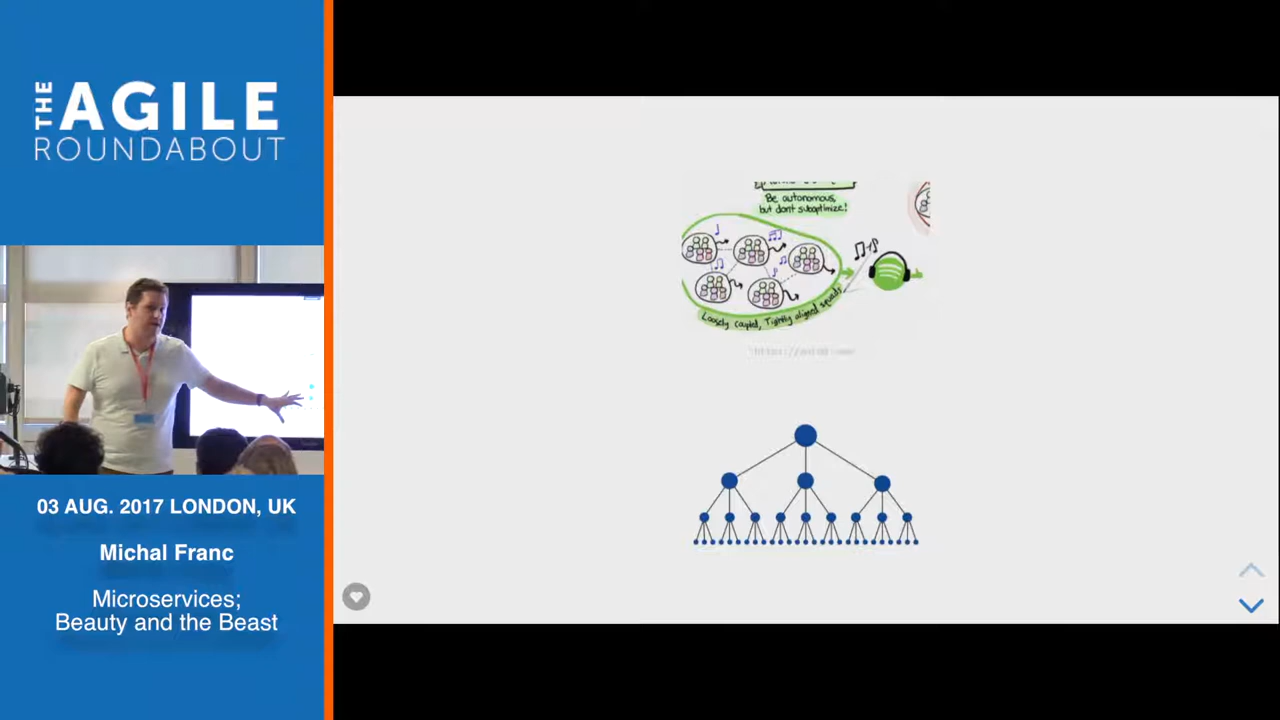 THE AGILE
ROUNDABOUT
03 AUG. 2017 LONDON, UK
Michal Franc
Microservices;
Beauty and the Beast
Be autonomous,
but dont suboptimize!
Loosely coupled, Tightly aligned squads